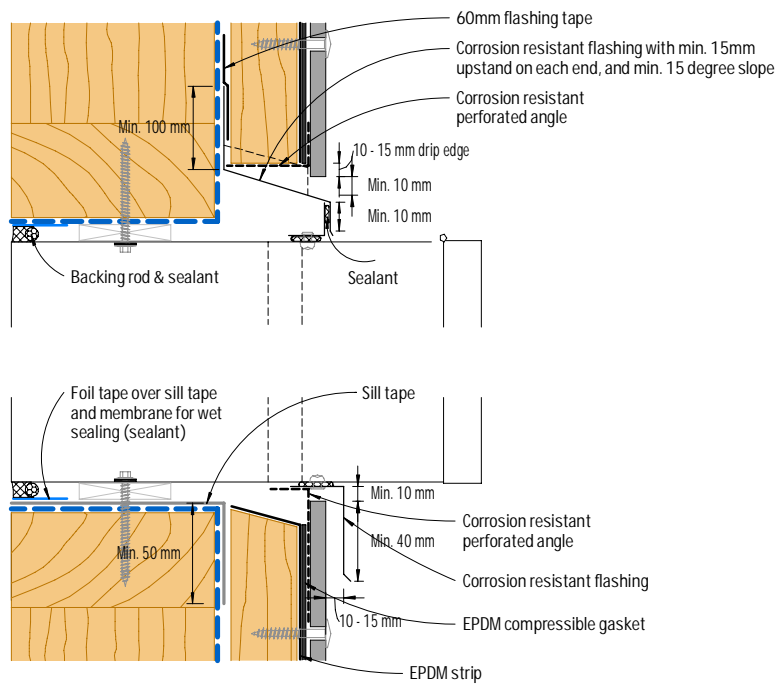 60mm flashing tape
Corrosion resistant flashing with min. 15mm
upstand on each end, and min. 15 degree slope
Corrosion resistant
perforated angle
Min. 100 mm
10 - 15 mm drip edge
Min. 10 mm
Min. 10 mm
Backing rod & sealant
Sealant
Foil tape over sill tape
and membrane for wet
sealing (sealant)
Sill tape
Min. 10 mm
Corrosion resistant
perforated angle
Min. 40 mm
Min. 50 mm
Corrosion resistant flashing
10 - 15 mm
EPDM compressible gasket
EPDM strip